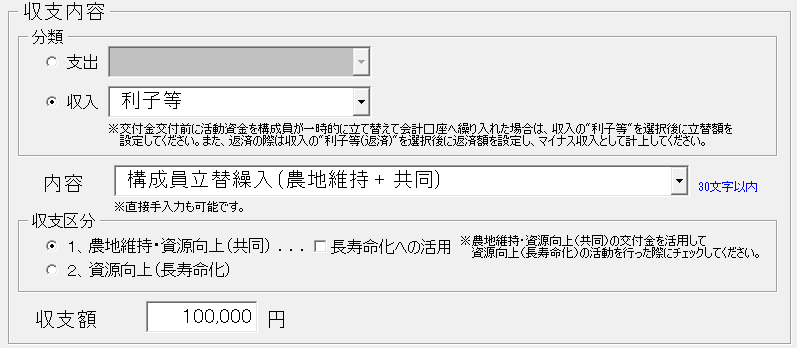 収支内容
分類
支出
収入 利子等
※交付金交付前に活動資金を構成員が一時的に立て替えて会計口座へ繰り入れた場合は、収入の“利子等”を選択後に立替額を
設定してください。また、返済の際は収入の“利子等(返済)”を選択後に返済額を設定し、マイナス収入として計上してください。
内容 構成員立替繰入(農地維持+共同) 30文字以内
※直接手入力も可能です。
収支区分
1、農地維持・資源向上(共同) ... 長寿命化への活用 ※農地維持・資源向上(共同)の交付金を活用して
資源向上(長寿命化)の活動を行った際にチェックしてください。
2、資源向上(長寿命化)
収支額 100,000 円